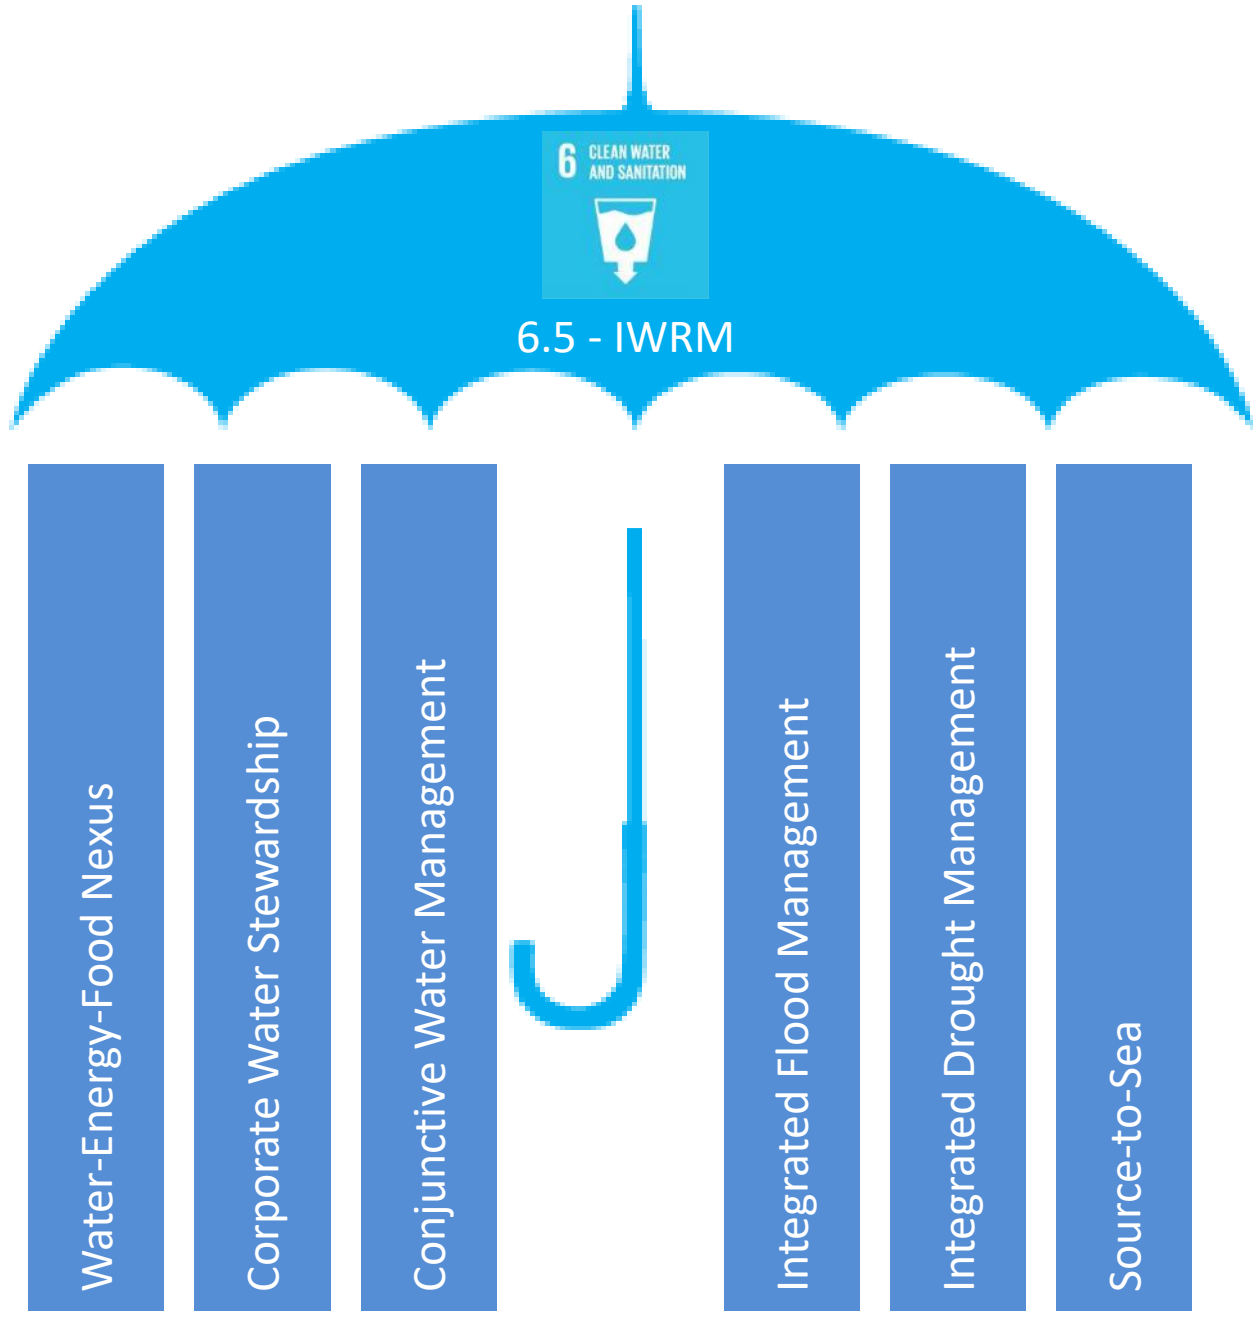 6
CLEAN WATER
AND SANITATION
6.5 - IWRM
Water-Energy-Food Nexus
Corporate Water Stewardship
Conjunctive Water Management
Integrated Flood Management
Integrated Drought Management
Source-to-Sea